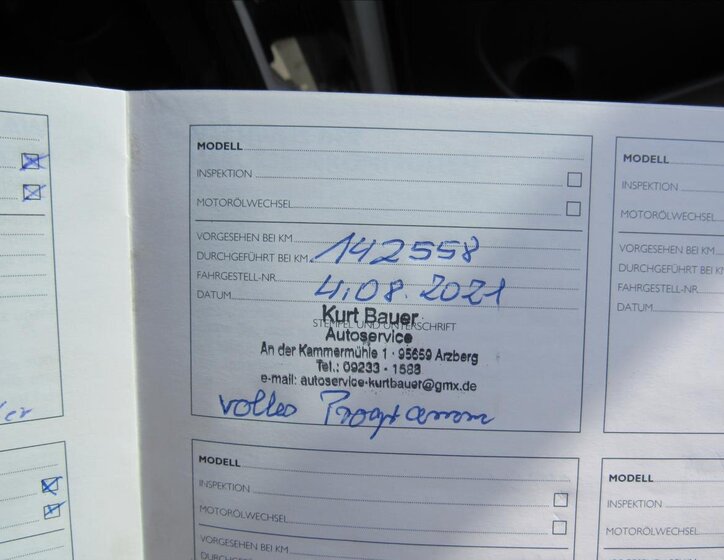 MODELL
INSPEKTION
MOTORÖLWECHSEL
VORGESEHEN BEI KM
DURCHGEFÜHRT BEI KM 142558
FAHRGESTELL-NR.
DATUM 4.08.2021
STEMPEL UND UNTERSCHRIFT
Kurt Bauer
Autoservice
An der Kammermühle 1 · 95659 Arzberg
Tel.: 09233 - 1588
e-mail: autoservice-kurtbauer@gmx.de
volles Programm
MODELL
INSPEKTION
MOTORÖLWECHSEL
VORGESEHEN BEI KM
MODELL
INSPEKTION
MOTORÖLWECHSEL
VORGESEHEN BEI KM
DURCHGEFÜHRT BEI KM
FAHRGESTELL-NR.
DATUM
MODELL
INSPEKTION
MOTORÖLWECHSEL